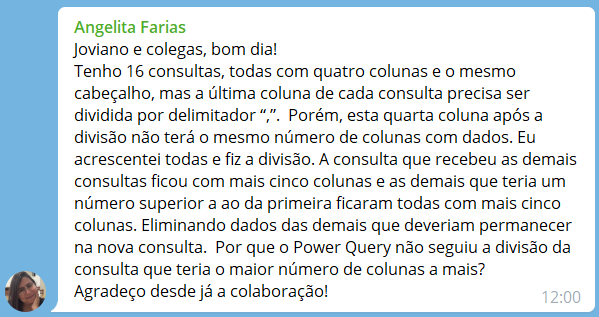 Angelita Farias
Joviano e colegas, bom dia!
Tenho 16 consultas, todas com quatro colunas e o mesmo
cabeçalho, mas a última coluna de cada consulta precisa ser
dividida por delimitador “,”.  Porém, esta quarta coluna após a
divisão não terá o mesmo número de colunas com dados. Eu
acrescentei todas e fiz a divisão. A consulta que recebeu as demais
consultas ficou com mais cinco colunas e as demais que teria um
número superior a ao da primeira ficaram todas com mais cinco
colunas. Eliminando dados das demais que deveriam permanecer
na nova consulta.  Por que o Power Query não seguiu a divisão da
consulta que teria o maior número de colunas a mais?
Agradeço desde já a colaboração!
12:00